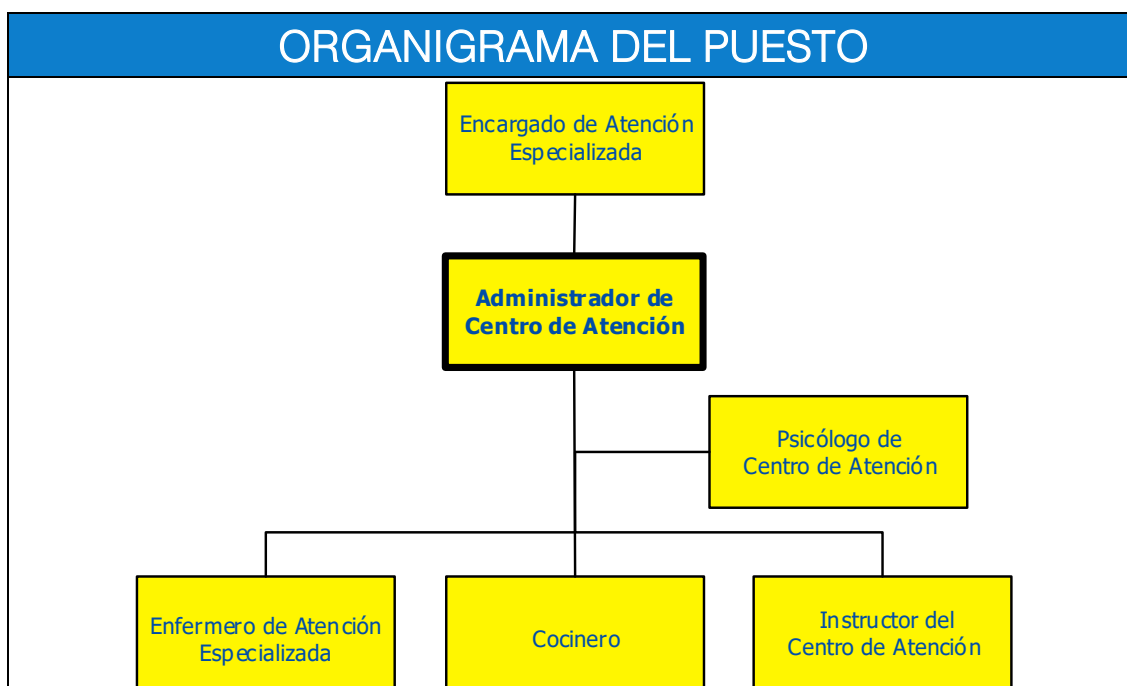 ORGANIGRAMA DEL PUESTO
Encargado de Atención
Especializada
Administrador de
Centro de Atención
Psicólogo de
Centro de Atención
Enfermero de Atención
Especializada
Cocinero
Instructor del
Centro de Atención